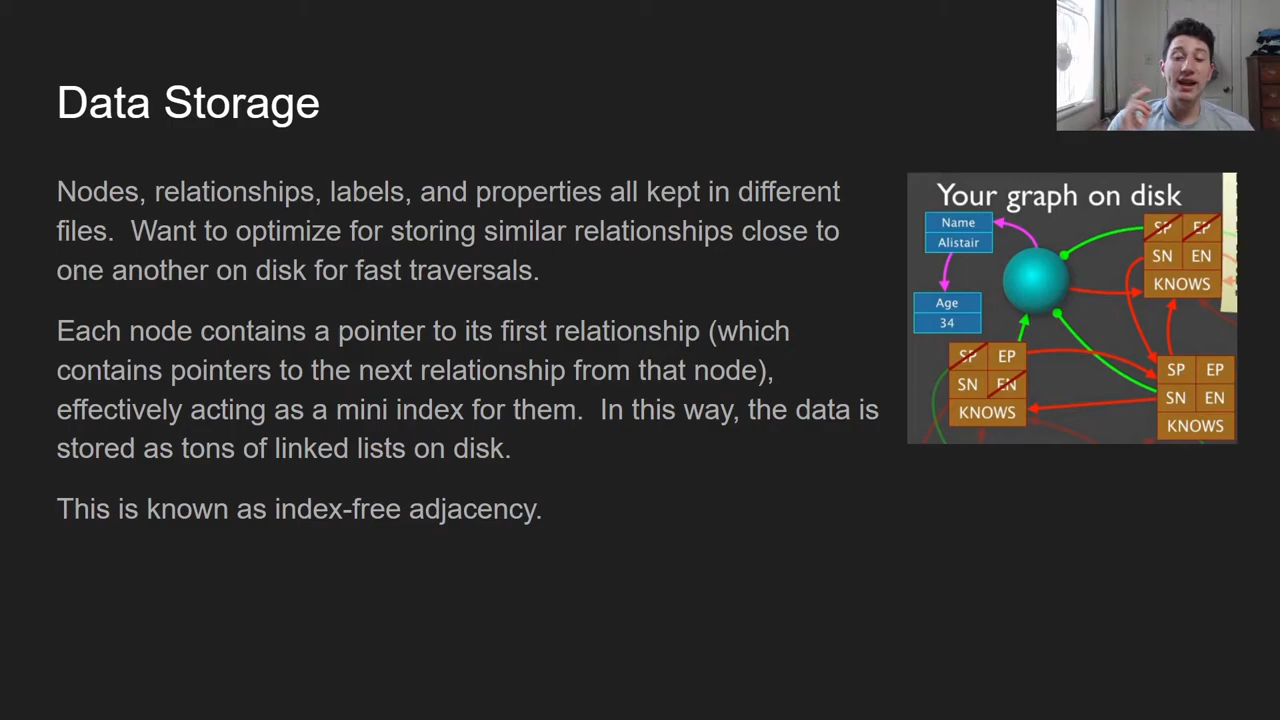 Data Storage
Nodes, relationships, labels, and properties all kept in different
files.  Want to optimize for storing similar relationships close to
one another on disk for fast traversals.
Each node contains a pointer to its first relationship (which
contains pointers to the next relationship from that node),
effectively acting as a mini index for them.  In this way, the data is
stored as tons of linked lists on disk.
This is known as index-free adjacency.
Your graph on disk
Name
Alistair
Age
34
SP EP
SN EN
KNOWS
SP EP
SN EN
KNOWS
SP EP
SN EN
KNOWS